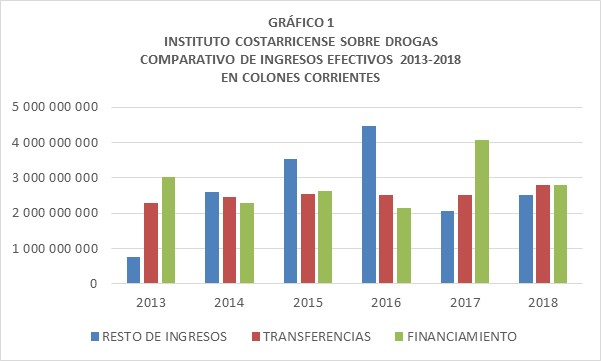 GRÁFICO 1
INSTITUTO COSTARRICENSE SOBRE DROGAS
COMPARATIVO DE INGRESOS EFECTIVOS 2013-2018
EN COLONES CORRIENTES
5 000 000 000
4 000 000 000
3 000 000 000
2 000 000 000
1 000 000 000
0
2013 2014 2015 2016 2017 2018
RESTO DE INGRESOS TRANSFERENCIAS FINANCIAMIENTO